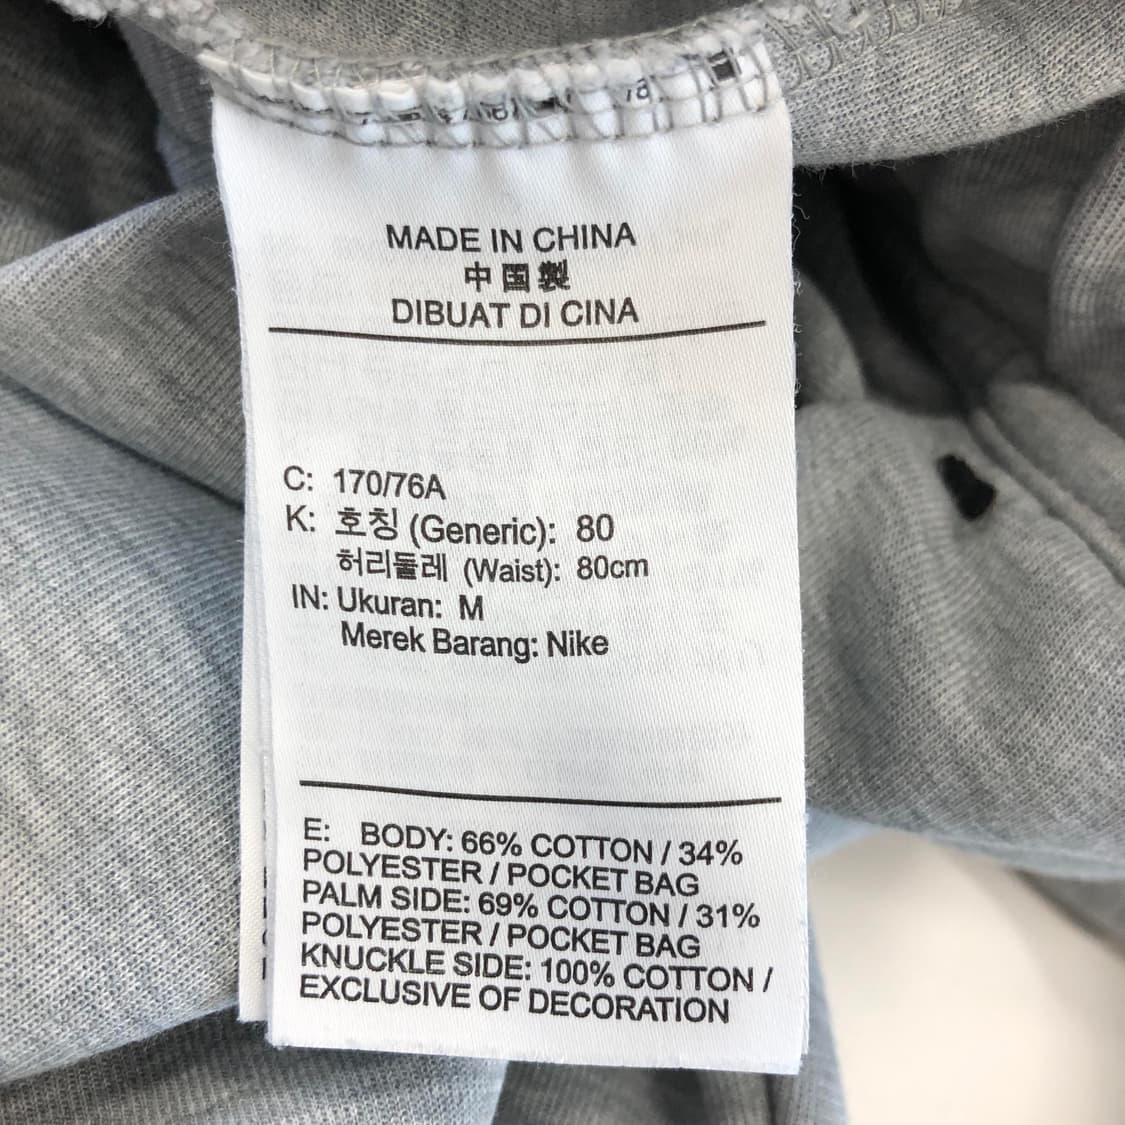 MADE IN CHINA
中国製
DIBUAT DI CINA
C: 170/76A
K: 호칭 (Generic): 80
허리둘레 (Waist): 80cm
IN: Ukuran: M
Merek Barang: Nike
E: BODY: 66% COTTON / 34%
POLYESTER / POCKET BAG
PALM SIDE: 69% COTTON / 31%
POLYESTER / POCKET BAG
KNUCKLE SIDE: 100% COTTON /
EXCLUSIVE OF DECORATION